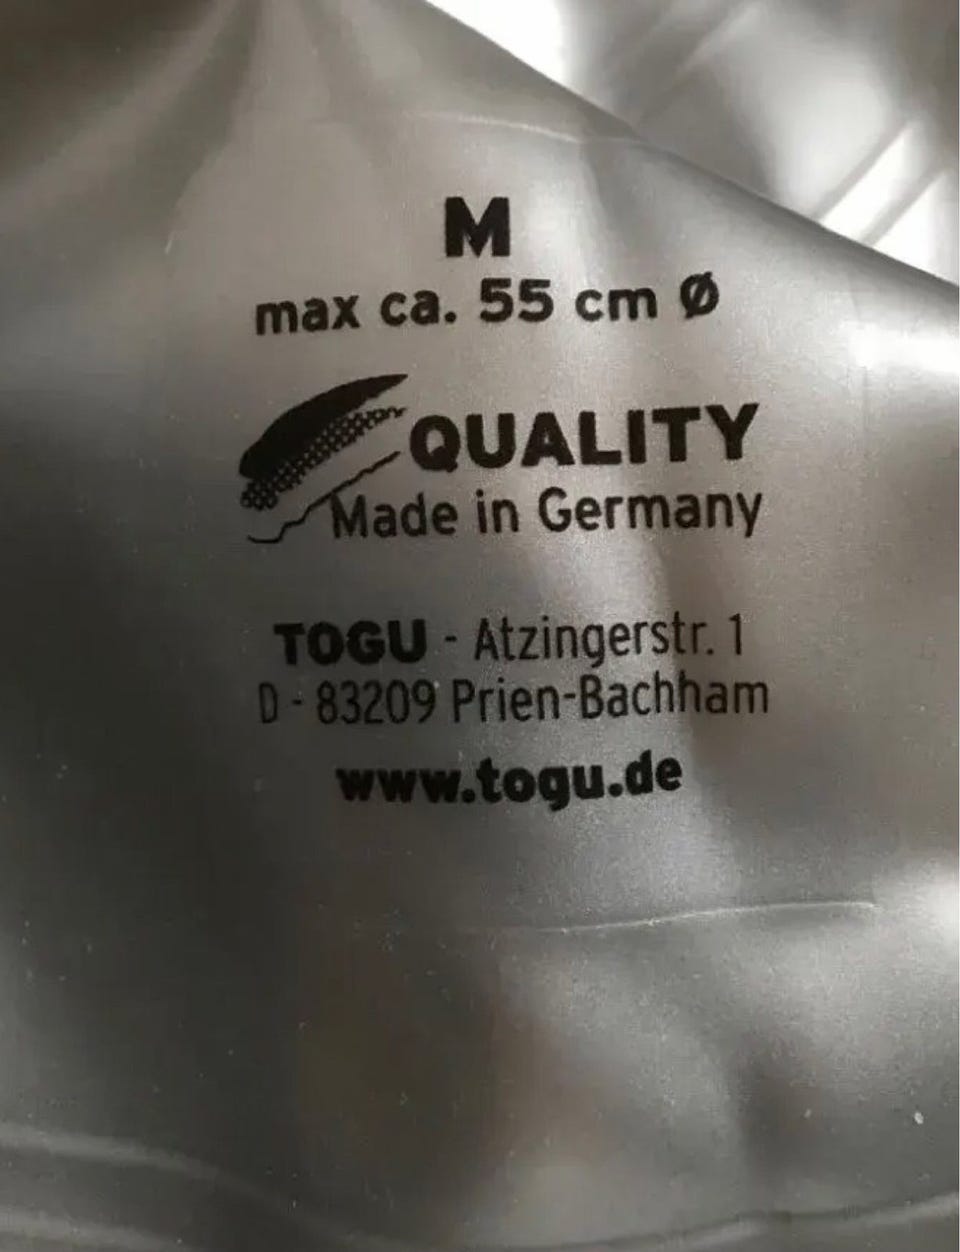 M
max ca. 55 cm Ø
QUALITY
Made in Germany
TOGU - Atzingerstr. 1
D - 83209 Prien-Bachham
www.togu.de